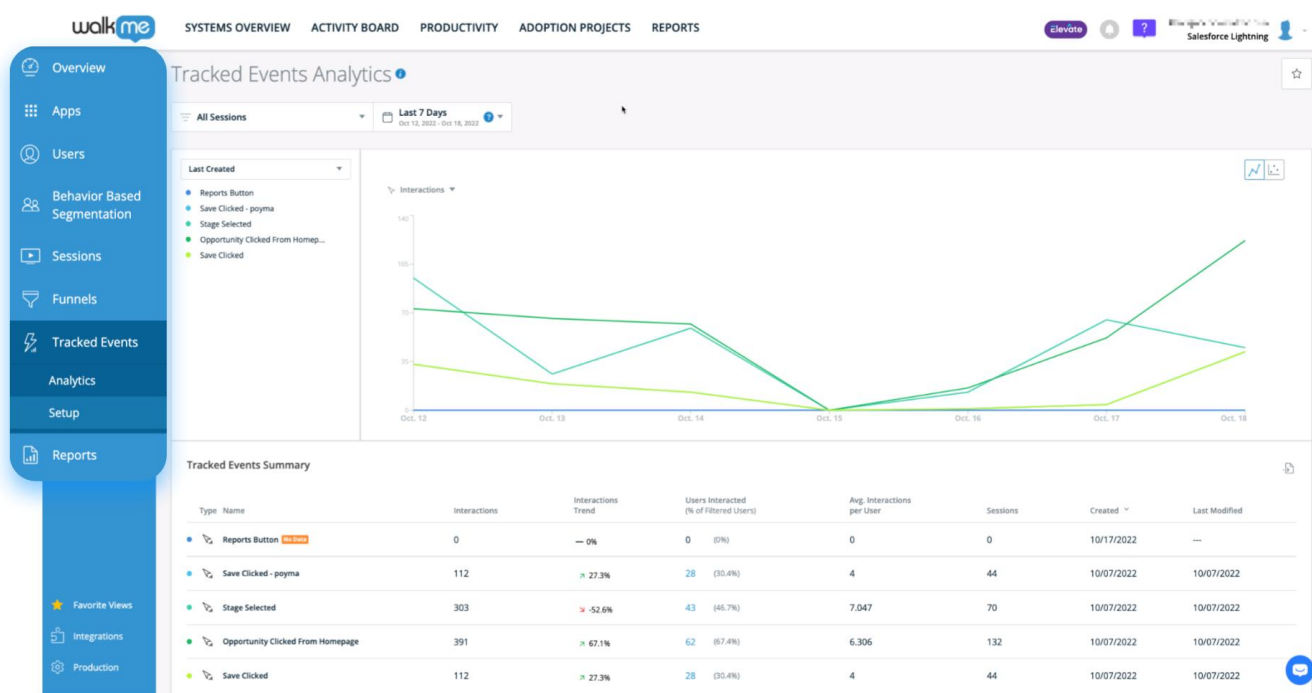 walkme
SYSTEMS OVERVIEW ACTIVITY BOARD PRODUCTIVITY ADOPTION PROJECTS REPORTS
Elevate
?
Salesforce Lightning
Overview
Apps
Users
Behavior Based
Segmentation
Sessions
Funnels
Tracked Events
Analytics
Setup
Reports
Favorite Views
Integrations
Production
Tracked Events Analytics
All Sessions
Last 7 Days
Oct 12, 2022 - Oct 18, 2022
?
Last Created
Reports Button
Save Clicked - poyma
Stage Selected
Opportunity Clicked From Homep...
Save Clicked
Interactions
140
105
70
35
0
Oct. 12 Oct. 13 Oct. 14 Oct. 15 Oct. 16 Oct. 17 Oct. 18
Tracked Events Summary
Type Name Interactions Interactions Trend Users Interacted (% of Filtered Users) Avg. Interactions per User Sessions Created Last Modified
Reports Button No Data 0 — 0% 0 (0%) 0 0 10/17/2022 ---
Save Clicked - poyma 112 27.3% 28 (30.4%) 4 44 10/07/2022 10/07/2022
Stage Selected 303 -52.6% 43 (46.7%) 7.047 70 10/07/2022 10/07/2022
Opportunity Clicked From Homepage 391 67.1% 62 (67.4%) 6.306 132 10/07/2022 10/07/2022
Save Clicked 112 27.3% 28 (30.4%) 4 44 10/07/2022 10/07/2022